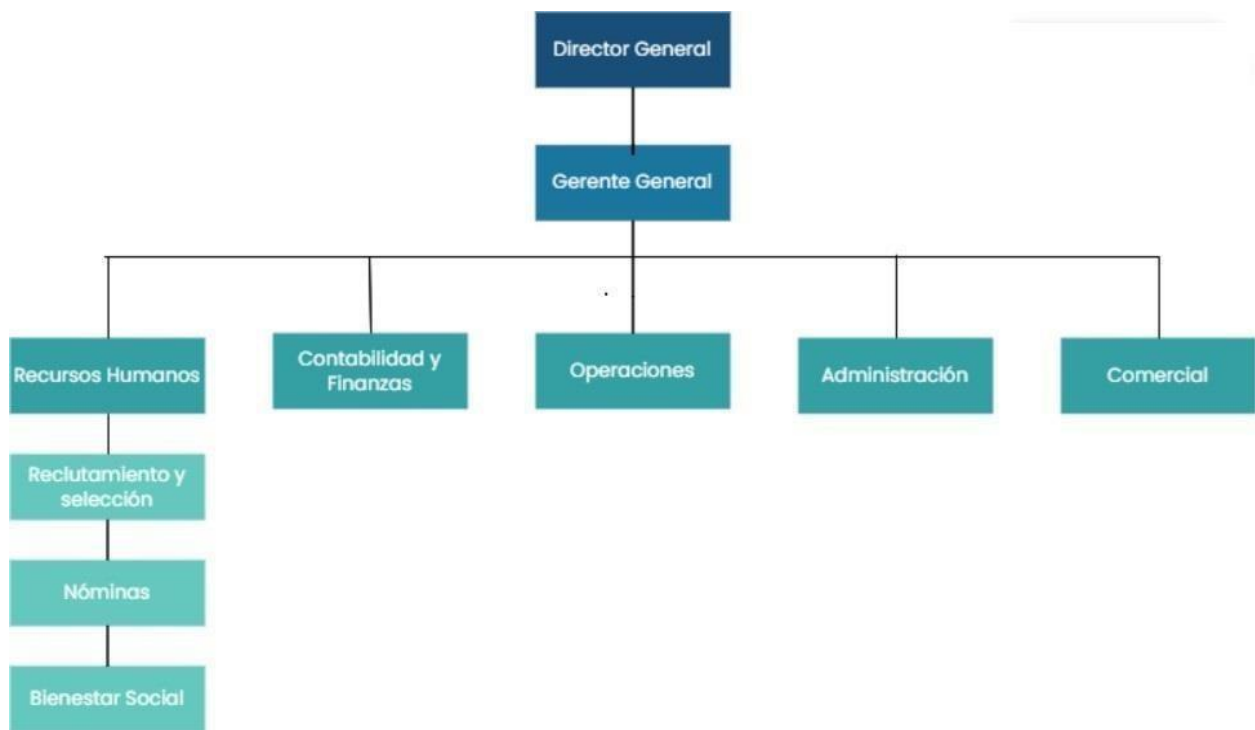 Director General
Gerente General
Recursos Humanos
Contabilidad y
Finanzas
Operaciones
Administración
Comercial
Reclutamiento y
selección
Nóminas
Bienestar Social